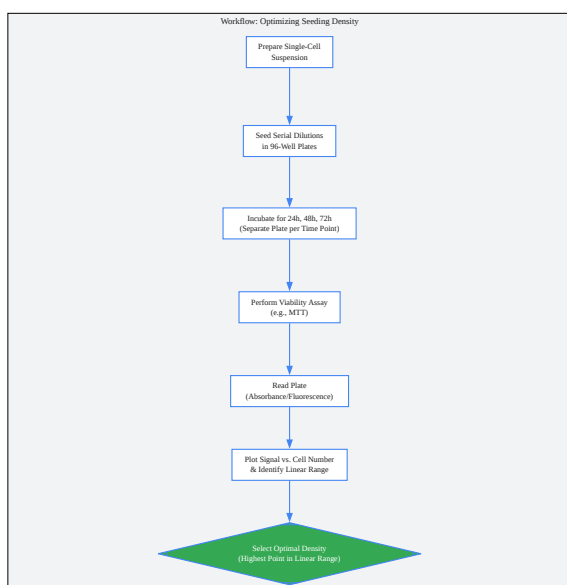 Workflow: Optimizing Seeding Density
Prepare Single-Cell
Suspension
Seed Serial Dilutions
in 96-Well Plates
Incubate for 24h, 48h, 72h
(Separate Plate per Time Point)
Perform Viability Assay
(e.g., MTT)
Read Plate
(Absorbance/Fluorescence)
Plot Signal vs. Cell Number
& Identify Linear Range
Select Optimal Density
(Highest Point in Linear Range)